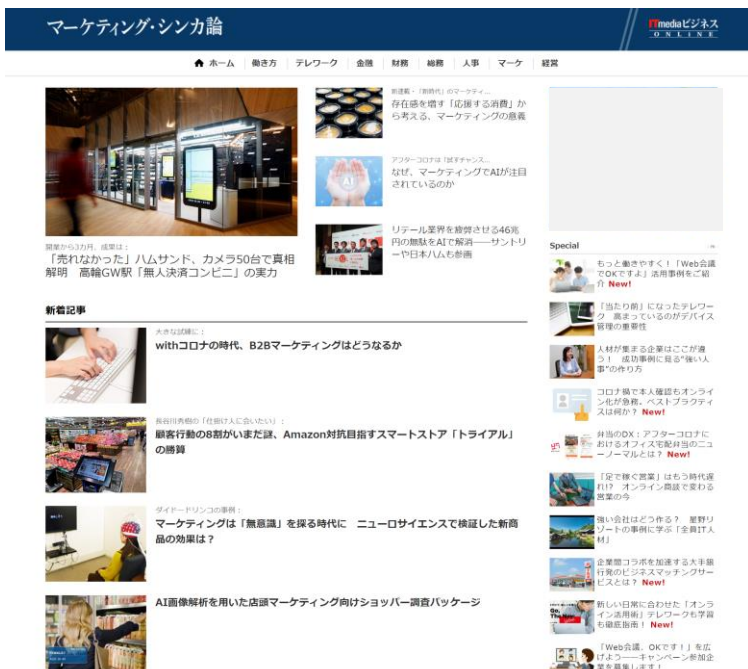 マーケティング・シンカ論
ITmediaビジネス
ONLINE
ホーム
働き方
テレワーク
金融
財務
総務
人事
マーケ
経営
新連載・「新時代」のマーケティ...
存在感を増す「応援する消費」か
ら考える、マーケティングの意義
アフターコロナは「試すチャンス...
なぜ、マーケティングでAIが注目
されているのか
リテール業界を疲弊させる46兆
円の無駄をAIで解消――サントリ
ーや日本ハムも参画
開業から3カ月、成果は:
「売れなかった」ハムサンド、カメラ50台で真相
解明 高輪GW駅「無人決済コンビニ」の実力
新着記事
大きな試練に:
withコロナの時代、B2Bマーケティングはどうなるか
長谷川秀樹の「仕掛け人に会いたい」:
顧客行動の8割がいまだ謎、Amazon対抗目指すスマートストア「トライアル」
の勝算
ダイドードリンコの事例:
マーケティングは「無意識」を探る時代に ニューロサイエンスで検証した新商
品の効果は?
AI画像解析を用いた店頭マーケティング向けショッパー調査パッケージ
Special
もっと働きやすく!「Web会議
でOKですよ」活用事例をご紹
介 New!
「当たり前」になったテレワー
ク 高まっているのがデバイス
管理の重要性
人材が集まる企業はここが違
う! 成功事例に見る"強い人
事"の作り方
コロナ禍で本人確認もオンライ
ン化が急務。ベストプラクティ
スは何か? New!
弁当のDX:アフターコロナに
おけるオフィス宅配弁当のニュ
ーノーマルとは? New!
「足で稼ぐ営業」はもう時代遅
れ!? オンライン商談で変わる
営業の今
強い会社はどう作る? 星野リ
ゾートの事例に学ぶ「全員IT人
材」
企業間コラボを加速する大手銀
行発のビジネスマッチングサー
ビスとは? New!
新しい日常に合わせた「オンラ
イン活用術」テレワークも学習
も徹底指南! New!
「Web会議、OKです!」を広
げよう――キャンペーン参加企
業を募集します!